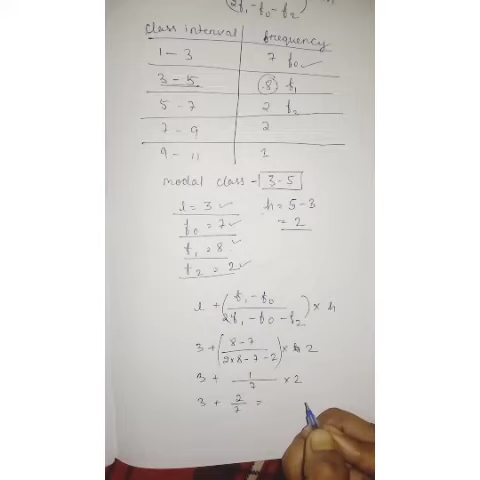 2f₁ - f₀ - f₂
class interval frequency
1 - 3 7 f₀ ✓
3 - 5 8 f₁
5 - 7 2 f₂
7 - 9 2
9 - 11 1
modal class - 3 - 5
l = 3 ✓ h = 5 - 3
f₀ = 7 ✓ = 2
f₁ = 8 ✓
f₂ = 2 ✓
l + (f₁ - f₀ / 2f₁ - f₀ - f₂) × h
3 + (8 - 7 / 2×8 - 7 - 2) × 2
3 + 1/7 × 2
3 + 2/7 =